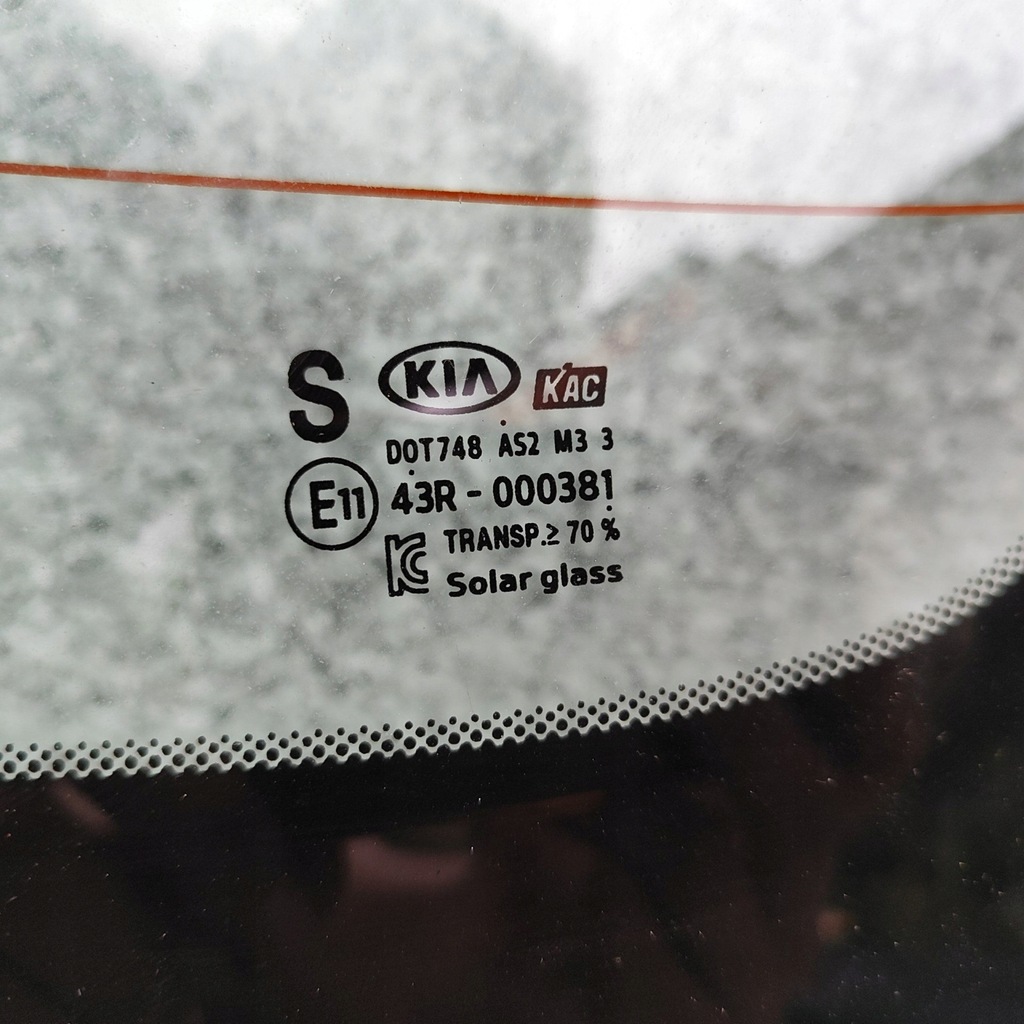 S KIA KAC
DOT748 AS2 M3 3
E11 43R - 000381
KC TRANSP.≥ 70 %
Solar glass